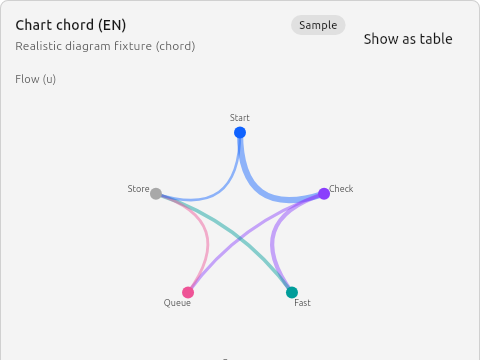 Chart chord (EN)
Sample
Show as table
Realistic diagram fixture (chord)
Flow (u)
Start
Store
Check
Queue
Fast